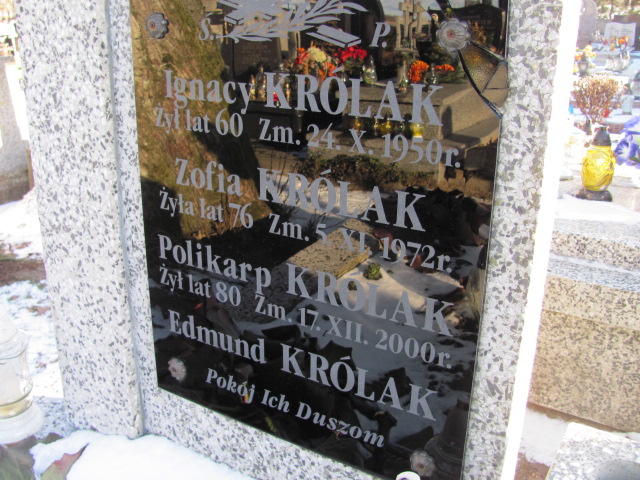 Ś. P.
Ignacy KRÓLAK
Żył lat 60 Zm. 24. X. 1950r.
Zofia KRÓLAK
Żyła lat 76 Zm. 5. XI. 1972r.
Polikarp KRÓLAK
Żył lat 80 Zm. 17. XII. 2000r.
Edmund KRÓLAK
Pokój Ich Duszom